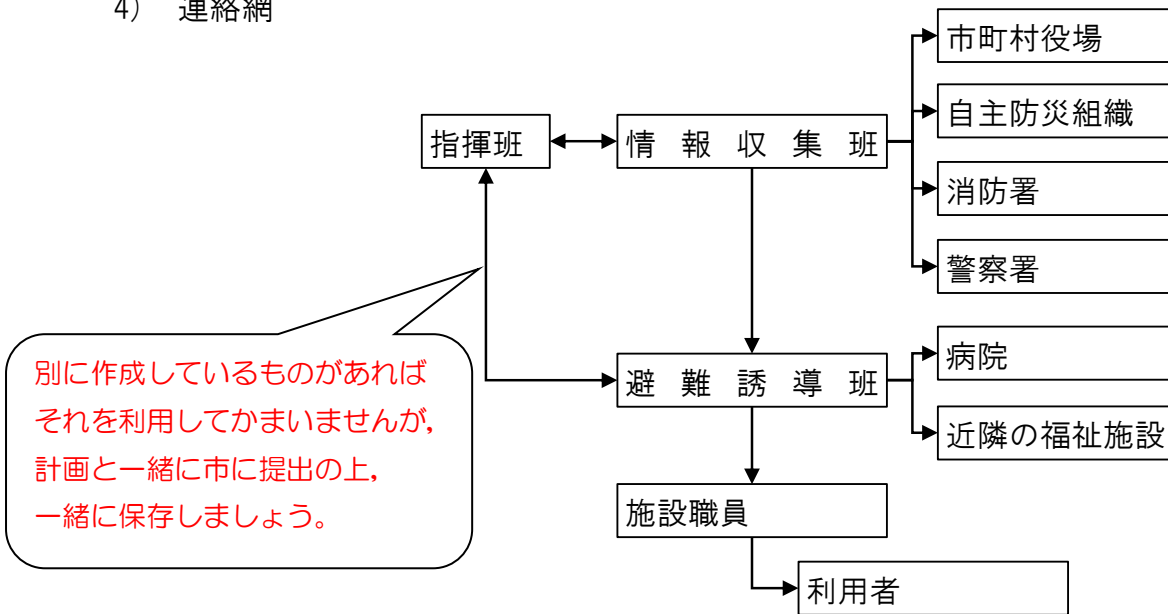 4) 連絡網
市町村役場
自主防災組織
指揮班
情報収集班
消防署
警察署
別に作成しているものがあれば
それを利用してかまいませんが,
計画と一緒に市に提出の上,
一緒に保存しましょう。
病院
避難誘導班
近隣の福祉施設
施設職員
利用者